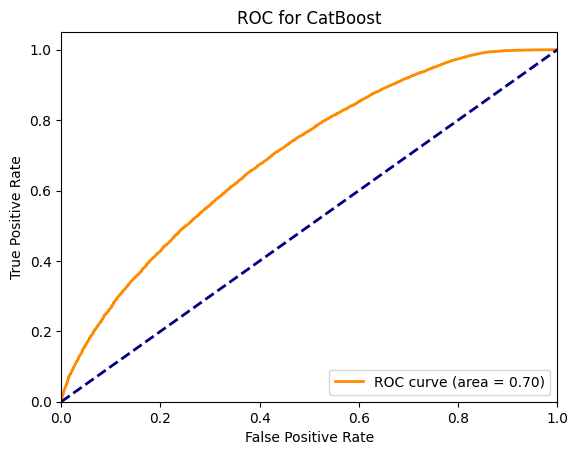 ROC for CatBoost
True Positive Rate
1.0
0.8
0.6
0.4
0.2
0.0
0.0 0.2 0.4 0.6 0.8 1.0
False Positive Rate
ROC curve (area = 0.70)